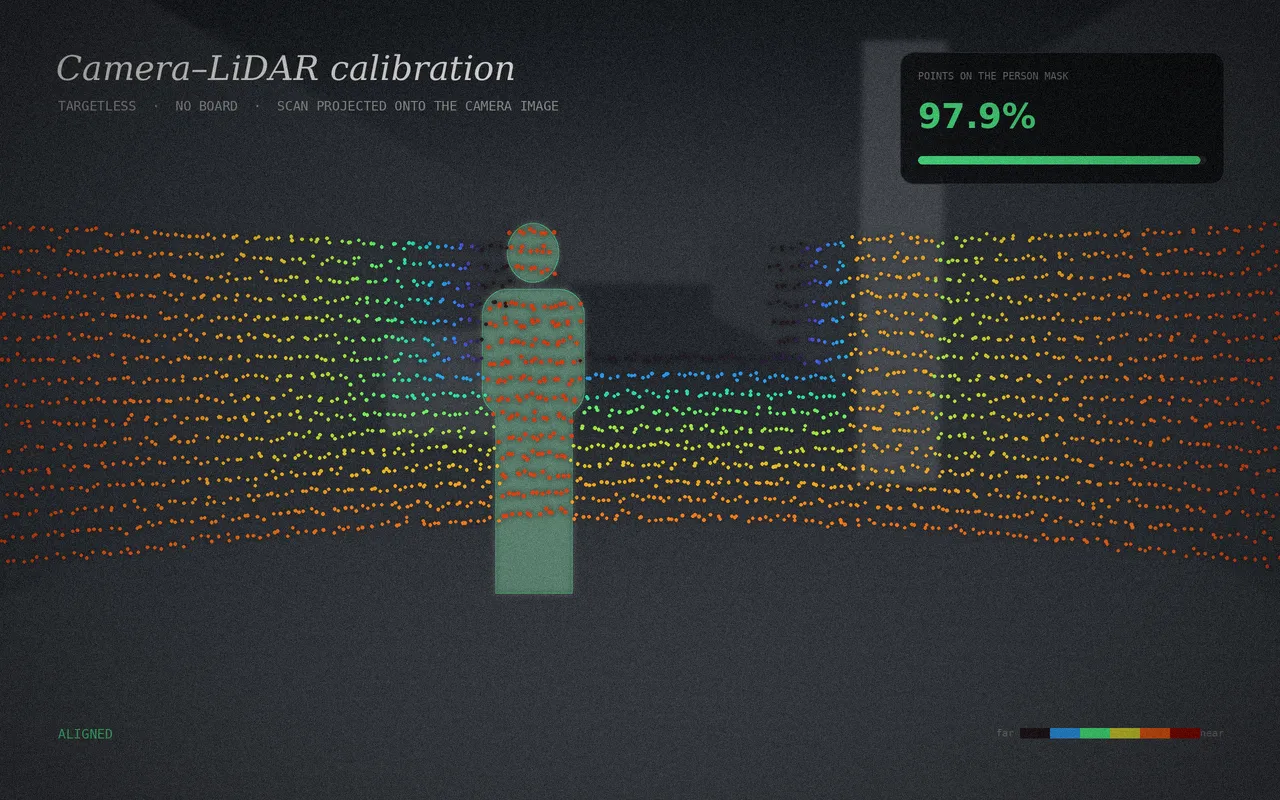 Camera–LiDAR calibration
TARGETLESS · NO BOARD · SCAN PROJECTED ONTO THE CAMERA IMAGE
POINTS ON THE PERSON MASK
97.9%
ALIGNED
far near